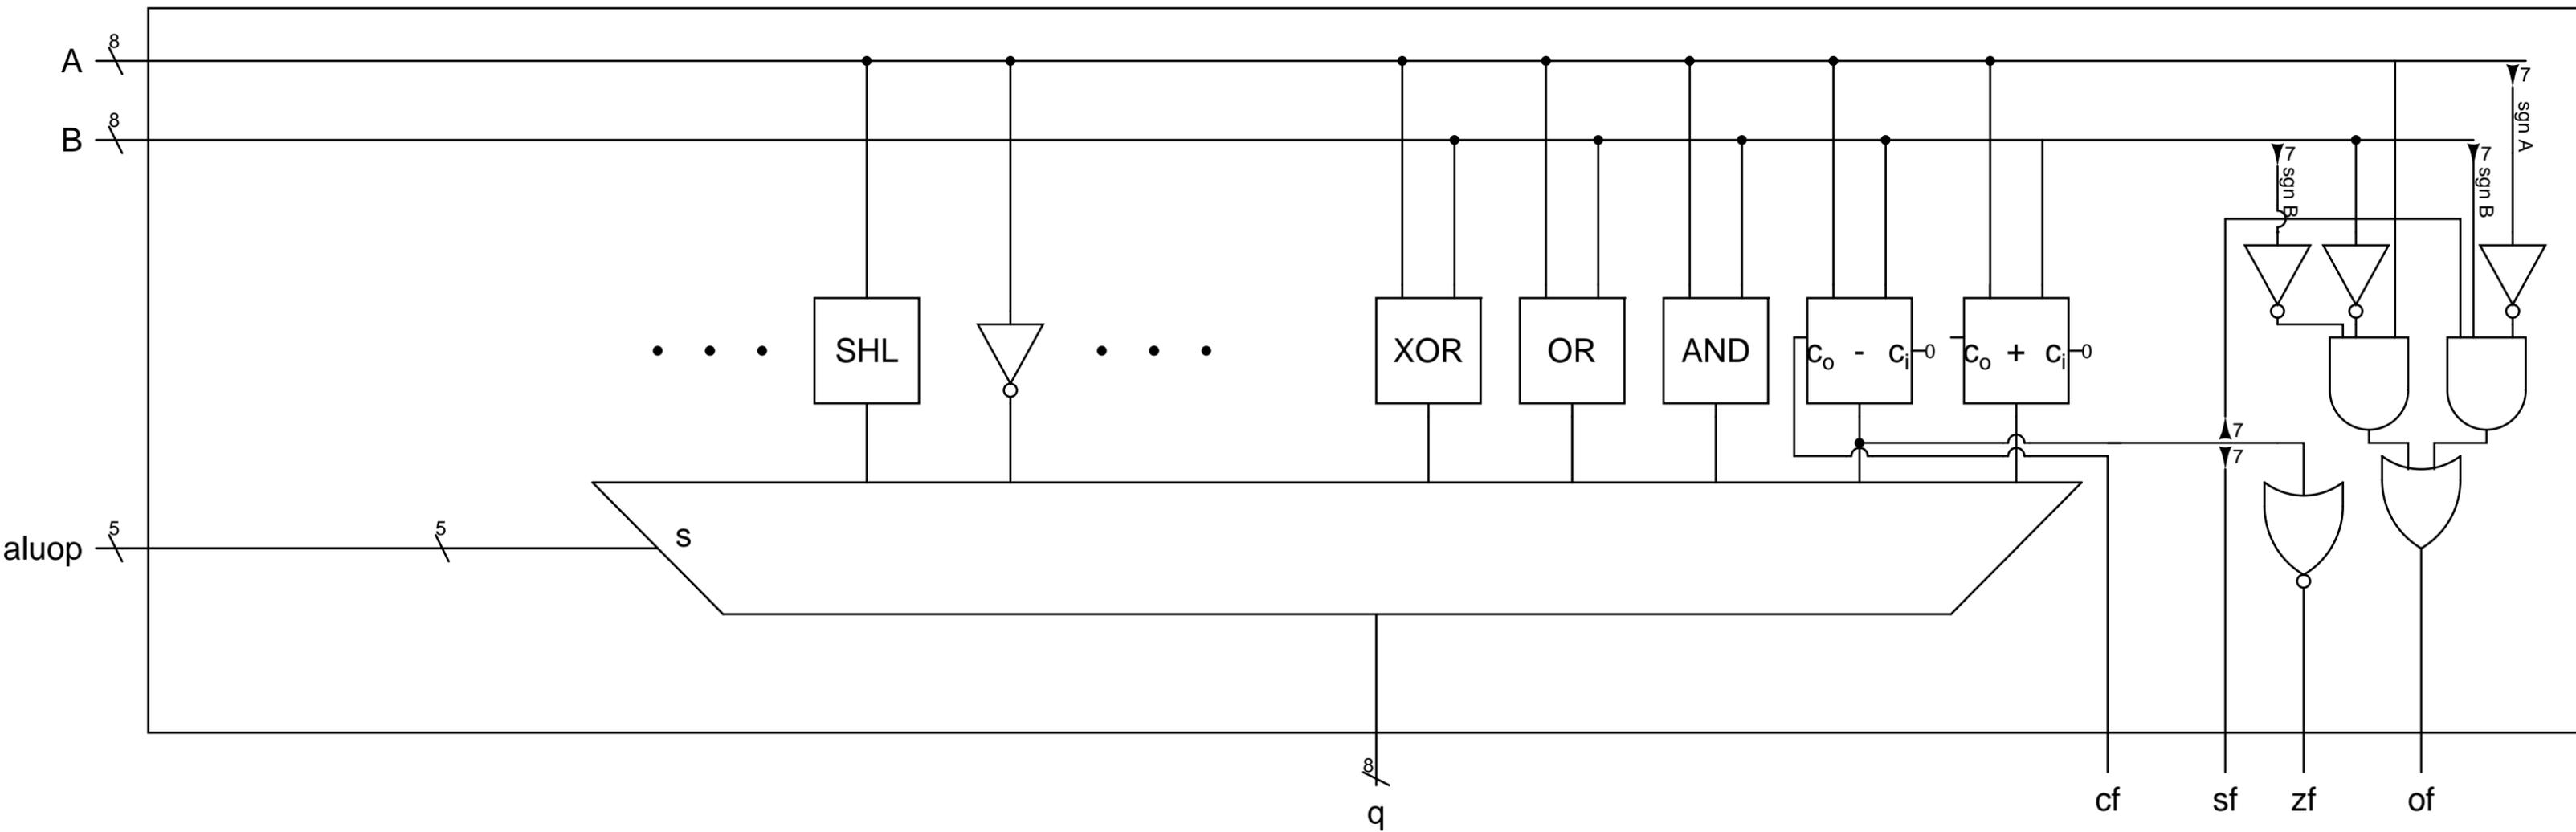 8
A
7
sgn A
8
B
7
sgn B
7
sgn B
SHL
XOR
OR
AND
co - ci 0
co + ci 0
7
7
5
5
aluop
s
8
q
cf
sf
zf
of